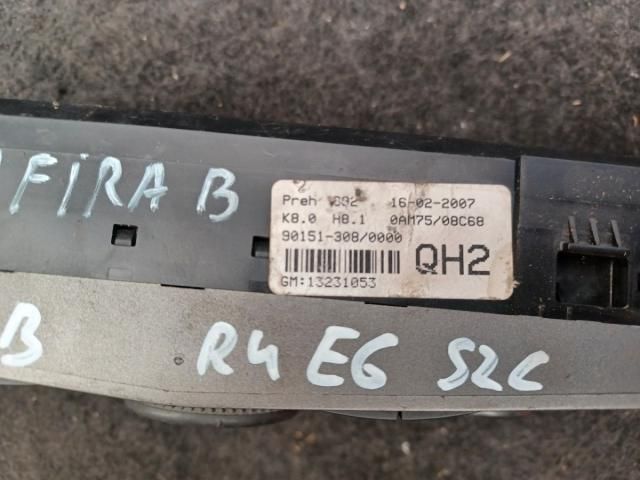 FIRA B
Preh 16-02-2007
K8.0 H8.1 0AM75/08C68
90151-308/0000
QH2
GM:13231053
B R4 E6 S2C